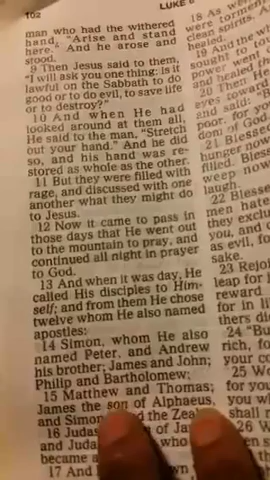 102
LUKE
man who had the withered
hand, "Arise and stand
here." And he arose and
stood.
9 Then Jesus said to them,
"I will ask you one thing: is it
lawful on the Sabbath to do
good or to do evil, to save life
or to destroy?"
10 And when He had
looked around at them all,
He said to the man, "Stretch
out your hand." And he did
so, and his hand was re-
stored as whole as the other.
11 But they were filled with
rage, and discussed with one
another what they might do
to Jesus.
12 Now it came to pass in
those days that He went out
to the mountain to pray, and
continued all night in prayer
to God.
13 And when it was day, He
called His disciples to Him-
self; and from them He chose
twelve whom He also named
apostles:
14 Simon, whom He also
named Peter, and Andrew
his brother; James and John;
Philip and Bartholomew;
15 Matthew and Thomas;
James the son of Alphaeus,
and Simon the Zeal
16 Judas of Jam
and Juda who
became a
17 And wn
18 As
were torme
clean spirits.
19 And the w
sought to to
power went
and healed th
20 Then He
eyes toward
and said: "B
poor, for yo
dom of God
21 Blesse
hunger now
filled. Bless
weep now
laugh.
22 Blesse
men hate
they exclu
you, and
as evil, fo
sake.
23 Rejoi
leap for
reward
for in li
thers di
24 "Bu
rich, fo
your co
25 Wo
for you
you wh
shall
26 W